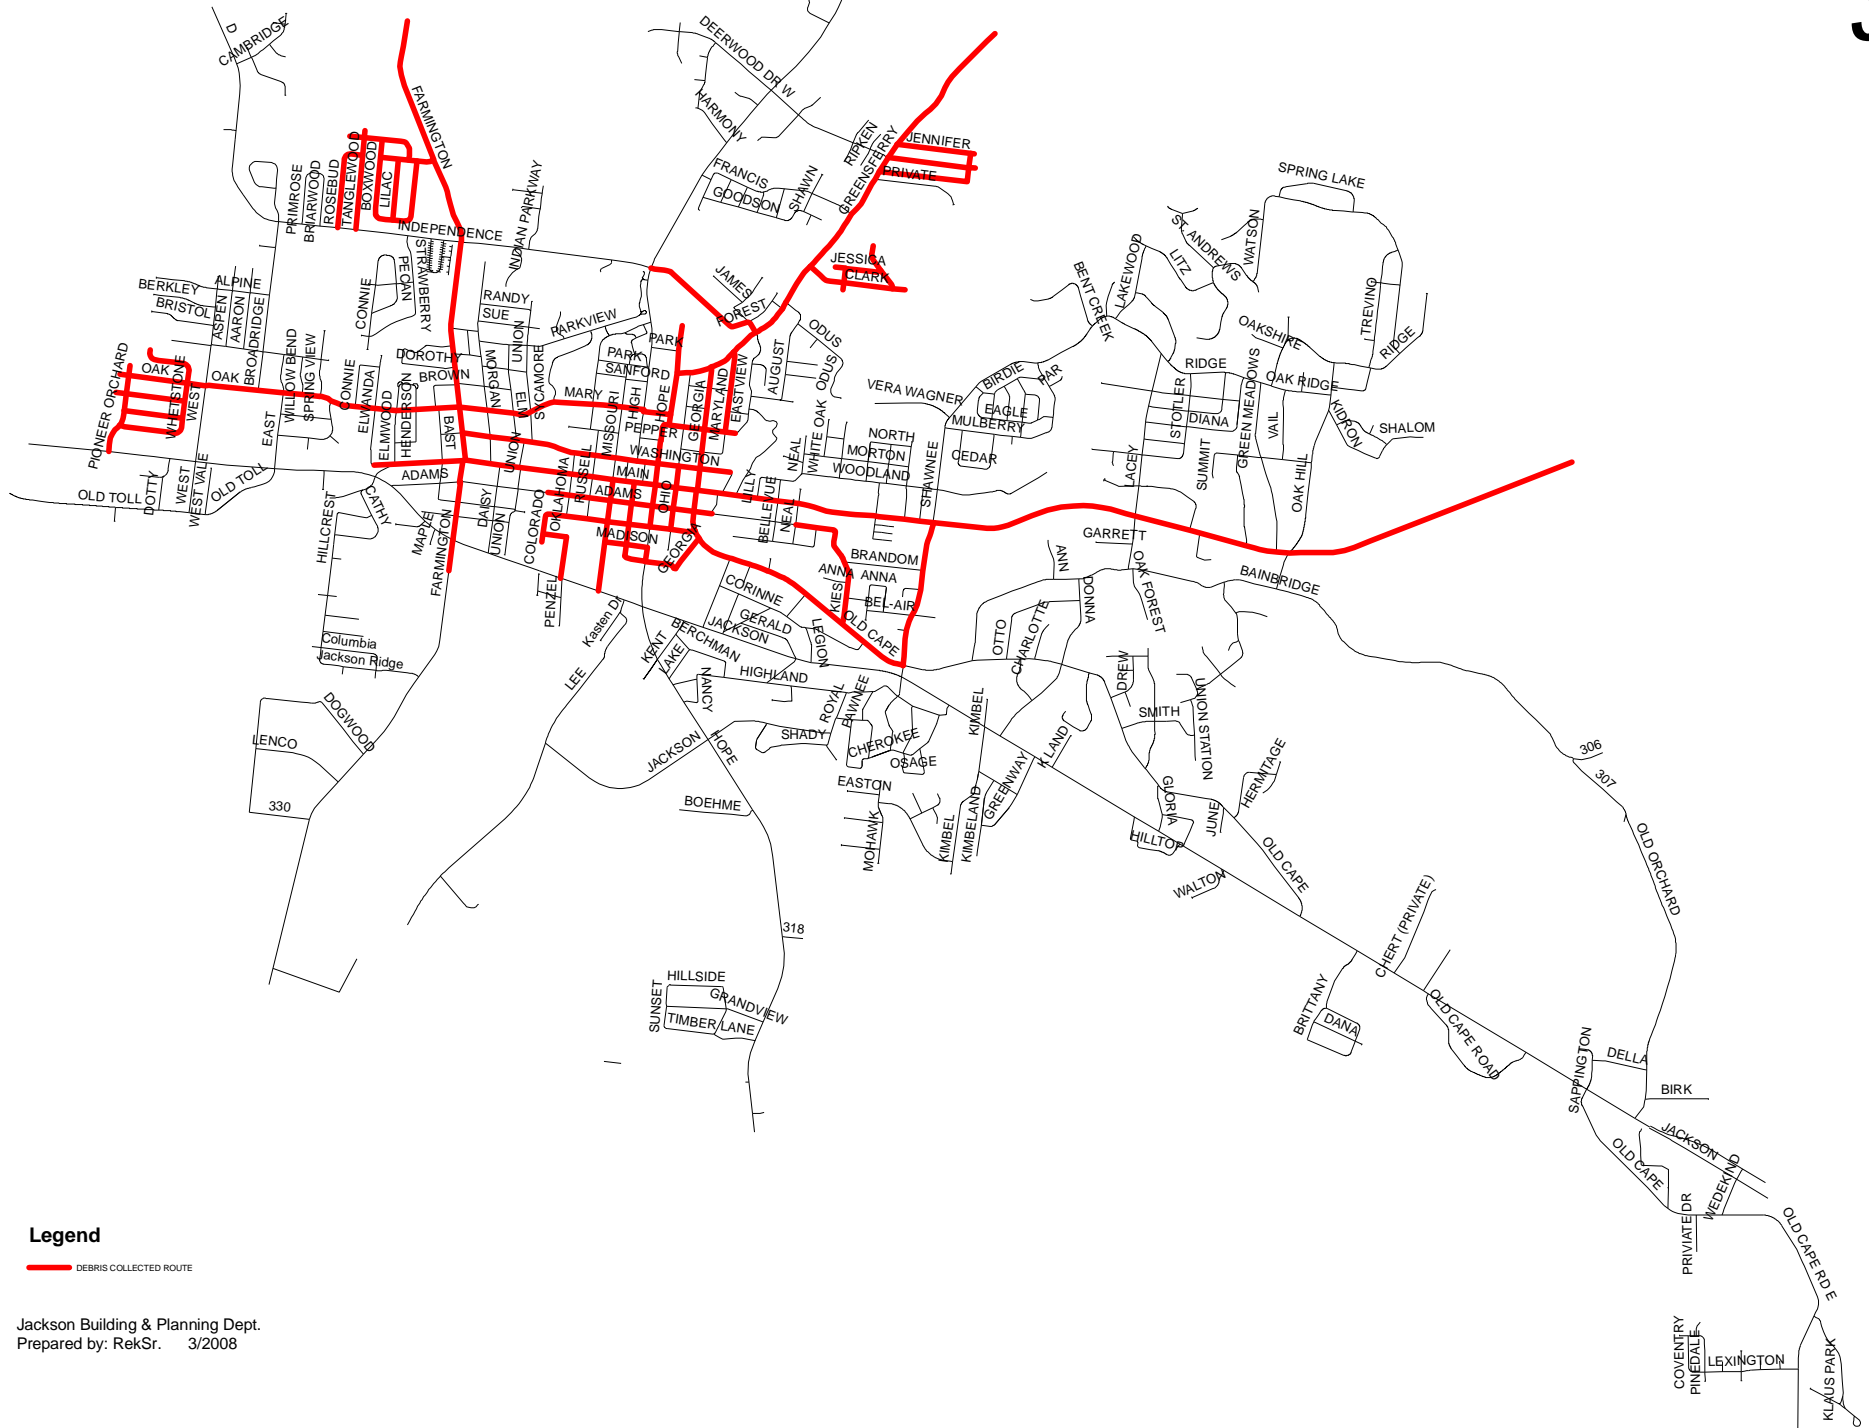 D
CAMBRIDGE
FARMINGTON
DEERWOOD DR W
HARMONY
RIPKEN
GREENSFERRY
JENNIFER
PRIVATE
FRANCIS
GOODSON
SHAWN
PRIMROSE
BRIARWOOD
ROSEBUD
TANGLEWOOD
BOXWOOD
LILAC
INDEPENDENCE
INDIAN PARKWAY
STRAWBERRY
PECAN
CONNIE
SPRING LAKE
ST. ANDREWS
LITZ
WATSON
LAKEWOOD
BENT CREEK
TREVINO
RIDGE
OAKSHIRE
JESSICA
CLARK
JAMES
FOREST
ODUS
BERKLEY
BRISTOL
ALPINE
ASPEN
AARON
BROADRIDGE
RANDY
SUE
UNION
PARKVIEW
PARK
PARK
SANFORD
DOROTHY
BROWN
MORGAN
ELM
SYCAMORE
MARY
MISSOURI
HIGH
HOPE
PEPPER
GEORGIA
MARYLAND
EASTVIEW
AUGUST
ODUS
WHITE OAK
NEAL
VERA WAGNER
BIRDIE
PAR
EAGLE
MULBERRY
NORTH
MORTON
WOODLAND
CEDAR
SHAWNEE
RIDGE
OAK RIDGE
STOTLER
DIANA
GREEN MEADOWS
VAIL
SUMMIT
LACEY
OAK HILL
KIDRON
SHALOM
PIONEER ORCHARD
OAK
OAK
WHETSTONE
WEST
EAST
WILLOW BEND
SPRING VIEW
CONNIE
ELWANDA
ELMWOOD
HENDERSON
BAST
UNION
WASHINGTON
MAIN
ADAMS
ADAMS
OKLAHOMA
RUSSELL
COLORADO
OHIO
MADISON
GEORGIA
LILLY
BELLEVUE
NEAL
OLD TOLL
DOTTY
WEST
WEST VALE
OLD TOLL
HILLCREST
CATHY
MAPLE
FARMINGTON
DAISY
UNION
PENZEL
BRANDOM
ANNA
ANNA
KIES
BEL-AIR
OLD CAPE
CORINNE
GERALD
JACKSON
LEGION
GARRETT
ANN
DONNA
OAK FOREST
BAINBRIDGE
OTTO
CHARLOTTE
Columbia
Jackson Ridge
Kasten Dr
LEE
KENT
LAKE
BERCHMAN
NANCY
HIGHLAND
ROYAL
PAWNEE
SHADY
CHEROKEE
OSAGE
KIMBEL
DREW
SMITH
UNION STATION
HERMITAGE
DOGWOOD
LENCO
330
JACKSON
HOPE
BOEHME
EASTON
MOHAWK
KIMBEL
KIMBELAND
GREENWAY
K LAND
GLORIA
JUNE
HILLTOP
WALTON
OLD CAPE
306
307
OLD ORCHARD
318
HILLSIDE
SUNSET
GRANDVIEW
TIMBER LANE
CHERT (PRIVATE)
BRITTANY
DANA
OLD CAPE ROAD
SAPPINGTON
DELLA
BIRK
JACKSON
OLD CAPE
WEDEKIND
PRIVIATE DR
OLD CAPE RD E
COVENTRY
PINEDALE
LEXINGTON
KLAUS PARK
Legend
DEBRIS COLLECTED ROUTE
Jackson Building & Planning Dept.
Prepared by: RekSr. 3/2008